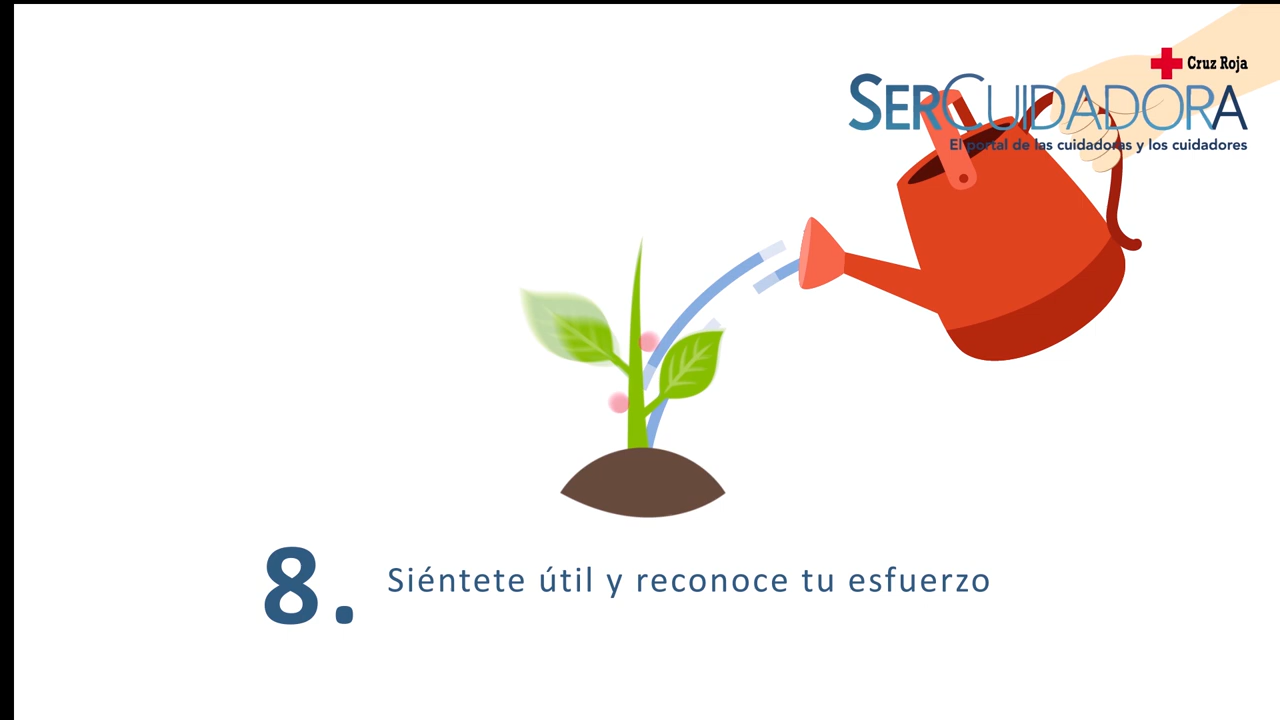 Cruz Roja
SERCUIDADORA
El portal de las cuidadoras y los cuidadores
8. Siéntete útil y reconoce tu esfuerzo